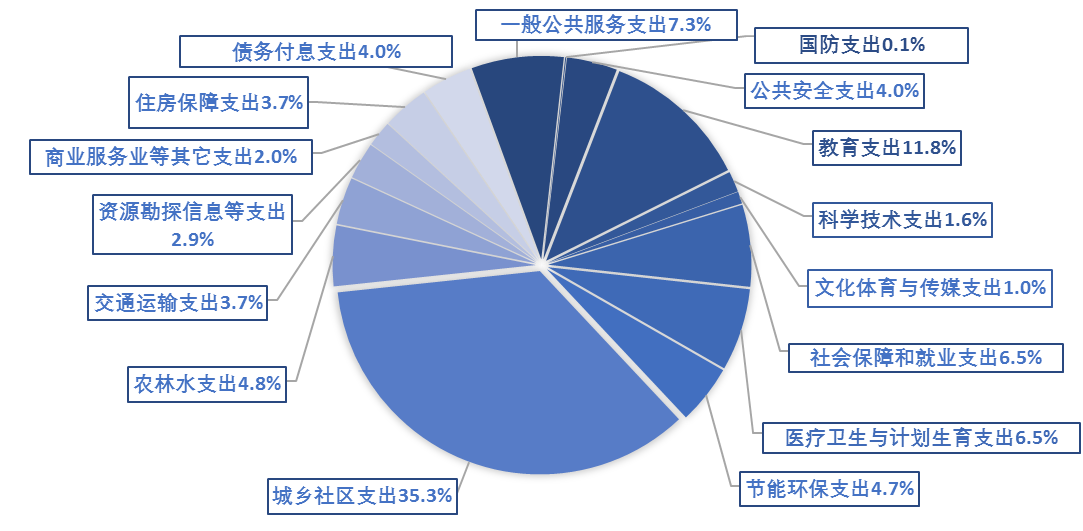 一般公共服务支出7.3%
国防支出0.1%
公共安全支出4.0%
教育支出11.8%
科学技术支出1.6%
文化体育与传媒支出1.0%
社会保障和就业支出6.5%
医疗卫生与计划生育支出6.5%
节能环保支出4.7%
城乡社区支出35.3%
农林水支出4.8%
交通运输支出3.7%
资源勘探信息等支出
2.9%
商业服务业等其它支出2.0%
住房保障支出3.7%
债务付息支出4.0%